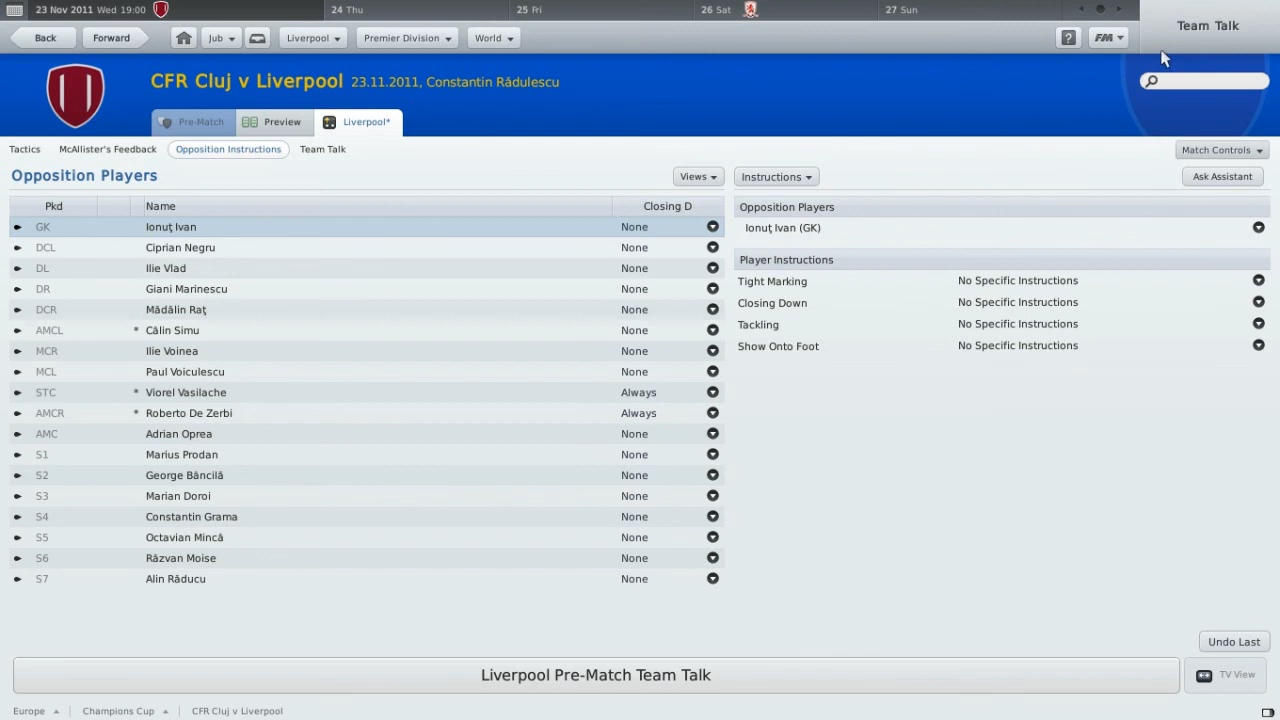 23 Nov 2011 Wed 19:00 24 Thu 25 Fri 26 Sat 27 Sun
Team Talk
Back Forward Job Liverpool Premier Division World ? FM
CFR Cluj v Liverpool 23.11.2011, Constantin Rădulescu
Pre-Match Preview Liverpool*
Tactics McAllister's Feedback Opposition Instructions Team Talk Match Controls
Opposition Players Views Instructions Ask Assistant
Pkd Name Closing D
Opposition Players
GK Ionuţ Ivan None
Ionuţ Ivan (GK)
DCL Ciprian Negru None
Player Instructions
DL Ilie Vlad None
Tight Marking No Specific Instructions
DR Giani Marinescu None
Closing Down No Specific Instructions
DCR Mădălin Raţ None
Tackling No Specific Instructions
AMCL * Călin Simu None
Show Onto Foot No Specific Instructions
MCR Ilie Voinea None
MCL Paul Voiculescu None
STC * Viorel Vasilache Always
AMCR * Roberto De Zerbi Always
AMC Adrian Oprea None
S1 Marius Prodan None
S2 George Băncilă None
S3 Marian Doroi None
S4 Constantin Grama None
S5 Octavian Mincă None
S6 Răzvan Moise None
S7 Alin Răducu None
Undo Last
Liverpool Pre-Match Team Talk TV View
Europe Champions Cup CFR Cluj v Liverpool